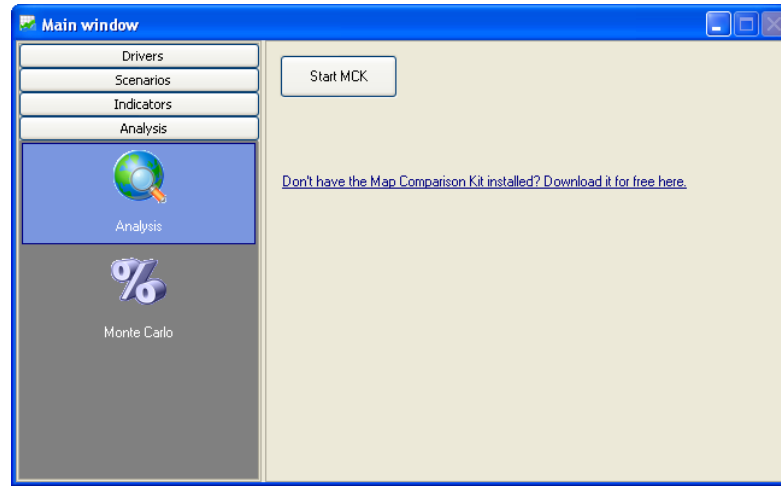 Main window
Drivers
Scenarios
Indicators
Analysis
Analysis
Monte Carlo
Start MCK
Don't have the Map Comparison Kit installed? Download it for free here.